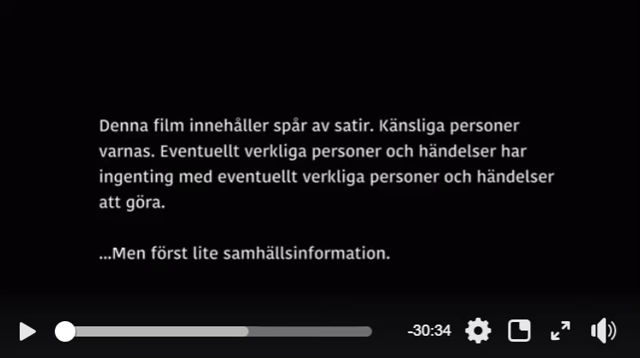 Denna film innehåller spår av satir. Känsliga personer
varnas. Eventuellt verkliga personer och händelser har
ingenting med eventuellt verkliga personer och händelser
att göra.
...Men först lite samhällsinformation.
-30:34